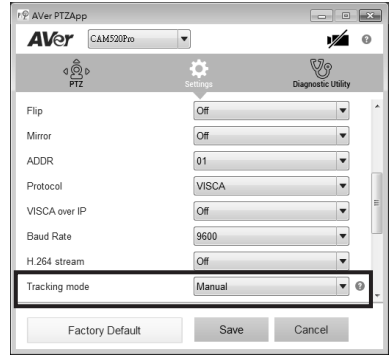 AVer PTZApp
AVer CAM520Pro ?
PTZ Settings Diagnostic Utility
Flip Off
Mirror Off
ADDR 01
Protocol VISCA
VISCA over IP Off
Baud Rate 9600
H.264 stream Off
Tracking mode Manual ?
Factory Default Save Cancel